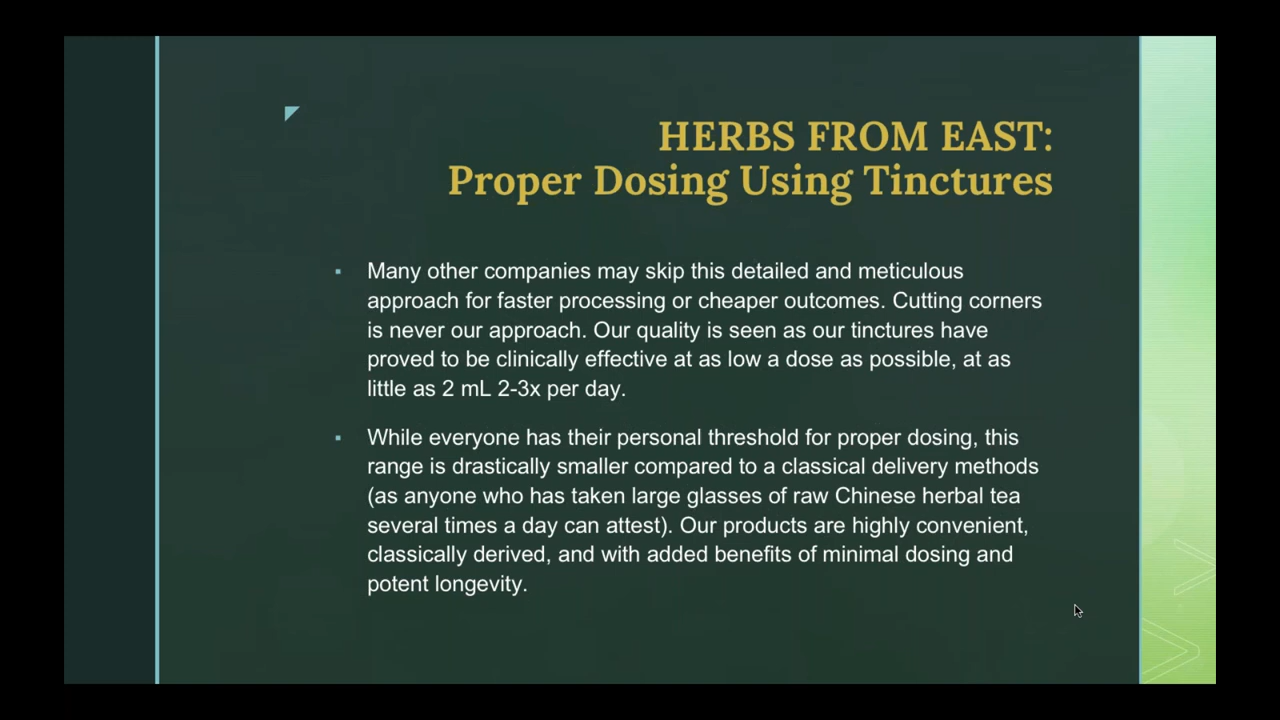 HERBS FROM EAST:
Proper Dosing Using Tinctures
▪ Many other companies may skip this detailed and meticulous
approach for faster processing or cheaper outcomes. Cutting corners
is never our approach. Our quality is seen as our tinctures have
proved to be clinically effective at as low a dose as possible, at as
little as 2 mL 2-3x per day.
▪ While everyone has their personal threshold for proper dosing, this
range is drastically smaller compared to a classical delivery methods
(as anyone who has taken large glasses of raw Chinese herbal tea
several times a day can attest). Our products are highly convenient,
classically derived, and with added benefits of minimal dosing and
potent longevity.